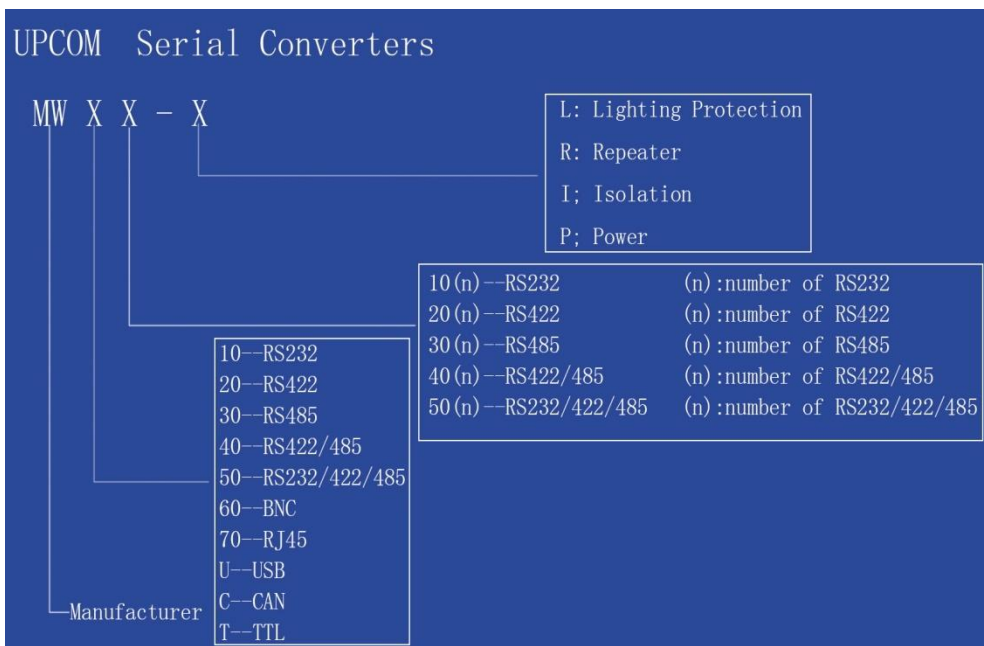 UPCOM Serial Converters
MW X X - X
L: Lighting Protection
R: Repeater
I; Isolation
P; Power
10(n)--RS232 (n):number of RS232
20(n)--RS422 (n):number of RS422
30(n)--RS485 (n):number of RS485
40(n)--RS422/485 (n):number of RS422/485
50(n)--RS232/422/485 (n):number of RS232/422/485
10--RS232
20--RS422
30--RS485
40--RS422/485
50--RS232/422/485
60--BNC
70--RJ45
U--USB
C--CAN
T--TTL
Manufacturer